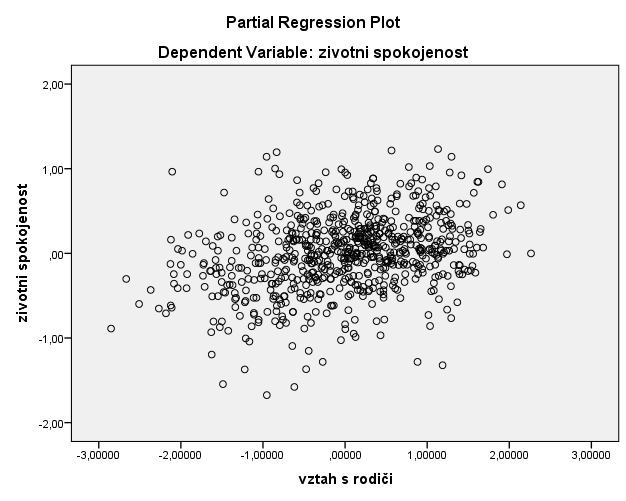 Partial Regression Plot
Dependent Variable: zivotni spokojenost
zivotni spokojenost
2,00
1,00
,00
-1,00
-2,00
-3,00000 -2,00000 -1,00000 ,00000 1,00000 2,00000 3,00000
vztah s rodiči